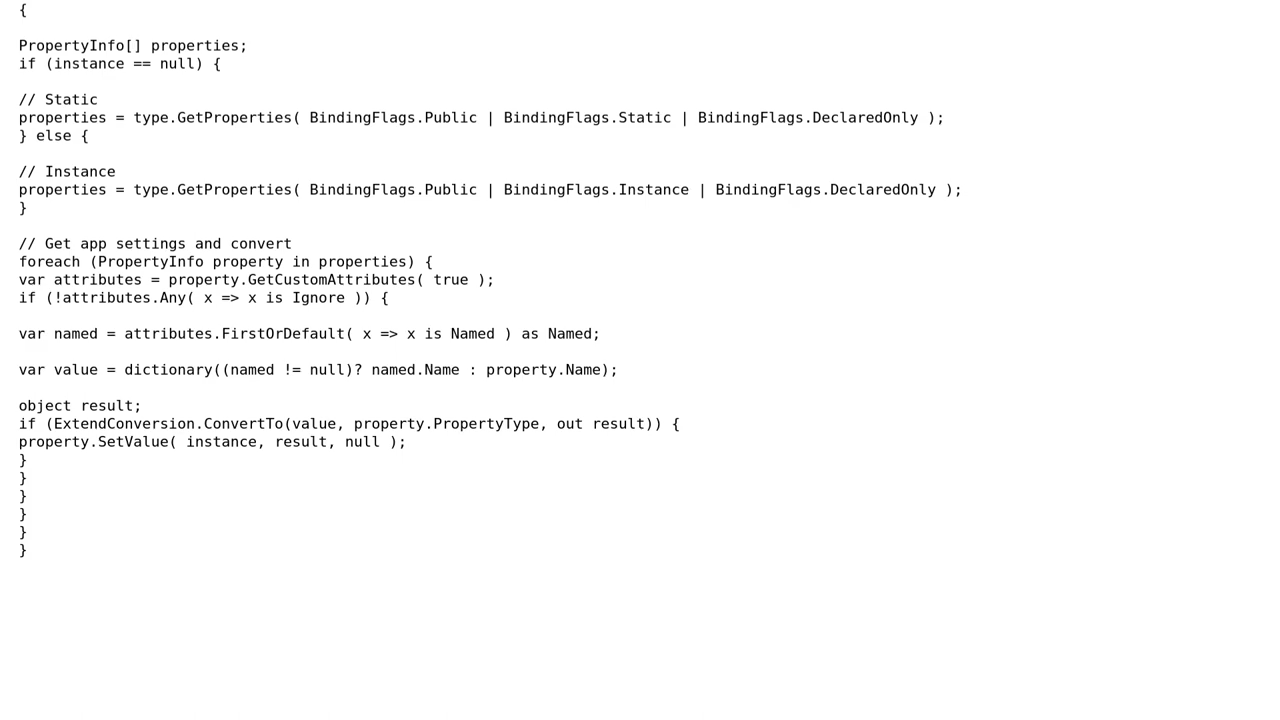 {
PropertyInfo[] properties;
if (instance == null) {
// Static
properties = type.GetProperties( BindingFlags.Public | BindingFlags.Static | BindingFlags.DeclaredOnly );
} else {
// Instance
properties = type.GetProperties( BindingFlags.Public | BindingFlags.Instance | BindingFlags.DeclaredOnly );
}
// Get app settings and convert
foreach (PropertyInfo property in properties) {
var attributes = property.GetCustomAttributes( true );
if (!attributes.Any( x => x is Ignore )) {
var named = attributes.FirstOrDefault( x => x is Named ) as Named;
var value = dictionary((named != null)? named.Name : property.Name);
object result;
if (ExtendConversion.ConvertTo(value, property.PropertyType, out result)) {
property.SetValue( instance, result, null );
}
}
}
}
}
}